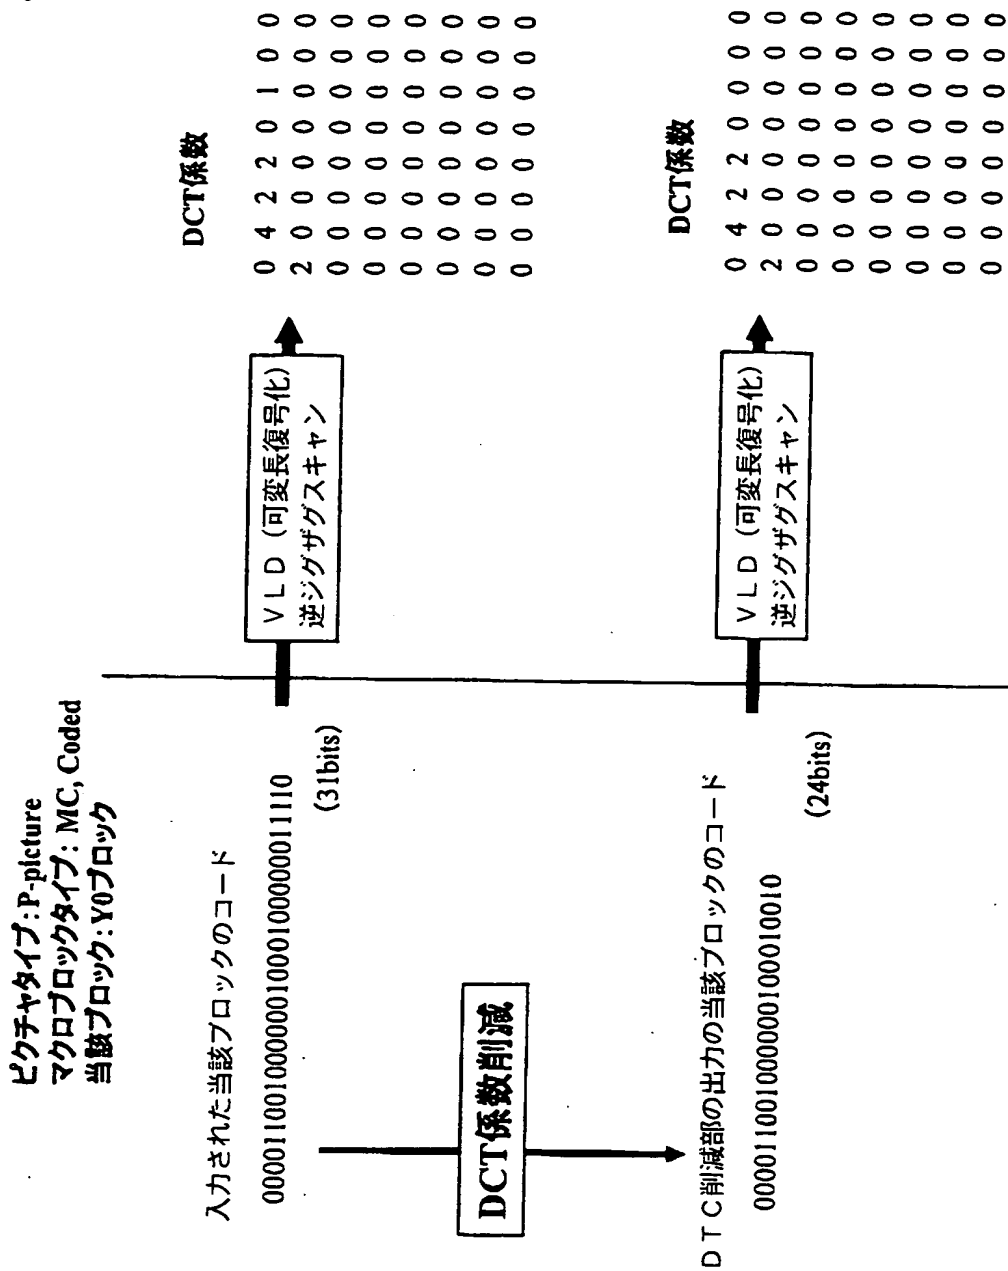 ピクチャタイプ:P-picture
マクロブロックタイプ:MC, Coded
当該ブロック:Y0ブロック
入力された当該ブロックのコード
0000110010000001000100000011110
(31bits)
VLD(可変長復号化)
逆ジグザグスキャン
DCT係数
0 4 2 2 0 1 0 0
2 0 0 0 0 0 0 0
0 0 0 0 0 0 0 0
0 0 0 0 0 0 0 0
0 0 0 0 0 0 0 0
0 0 0 0 0 0 0 0
0 0 0 0 0 0 0 0
0 0 0 0 0 0 0 0
DCT係数削減
DTC削減部の出力の当該ブロックのコード
000011001000000100010010
(24bits)
VLD(可変長復号化)
逆ジグザグスキャン
DCT係数
0 4 2 2 0 0 0 0
2 0 0 0 0 0 0 0
0 0 0 0 0 0 0 0
0 0 0 0 0 0 0 0
0 0 0 0 0 0 0 0
0 0 0 0 0 0 0 0
0 0 0 0 0 0 0 0
0 0 0 0 0 0 0 0